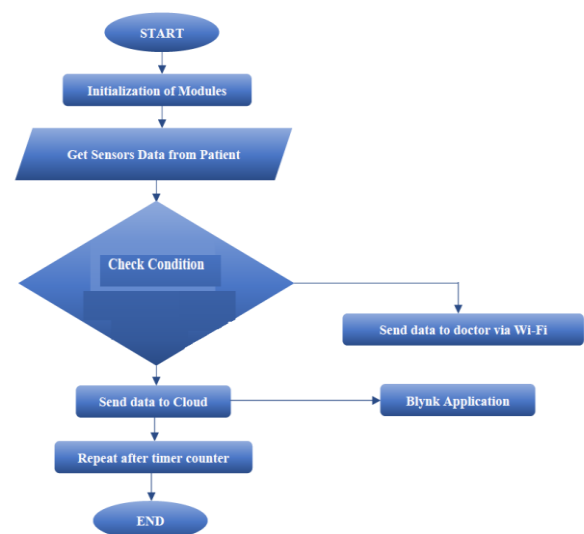 START
Initialization of Modules
Get Sensors Data from Patient
Check Condition
Send data to doctor via Wi-Fi
Send data to Cloud
Blynk Application
Repeat after timer counter
END